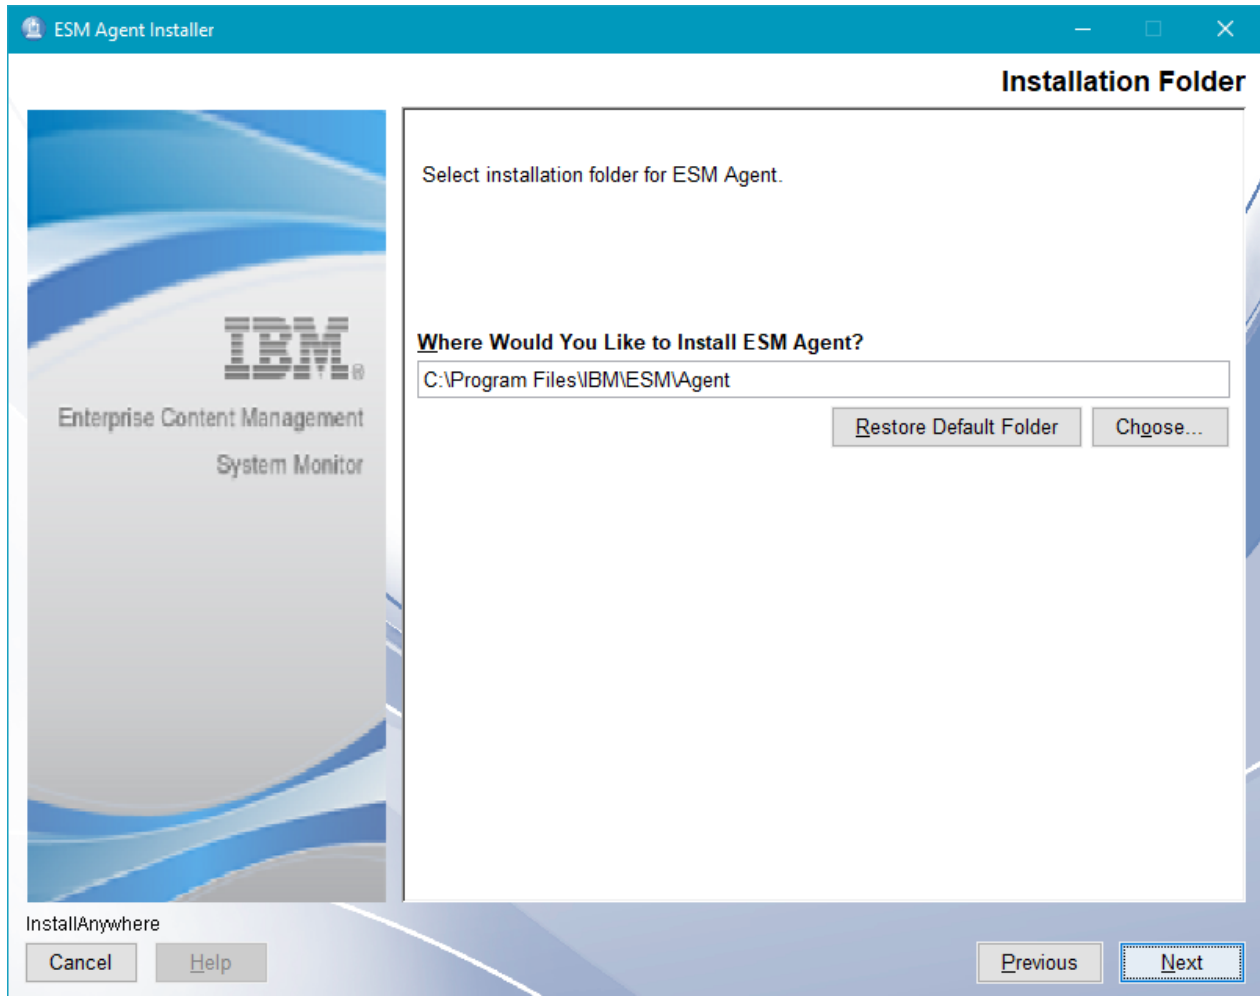 ESM Agent Installer
Installation Folder
IBM®
Enterprise Content Management
System Monitor
Select installation folder for ESM Agent.
Where Would You Like to Install ESM Agent?
C:\Program Files\IBM\ESM\Agent
Restore Default Folder
Choose...
InstallAnywhere
Cancel
Help
Previous
Next